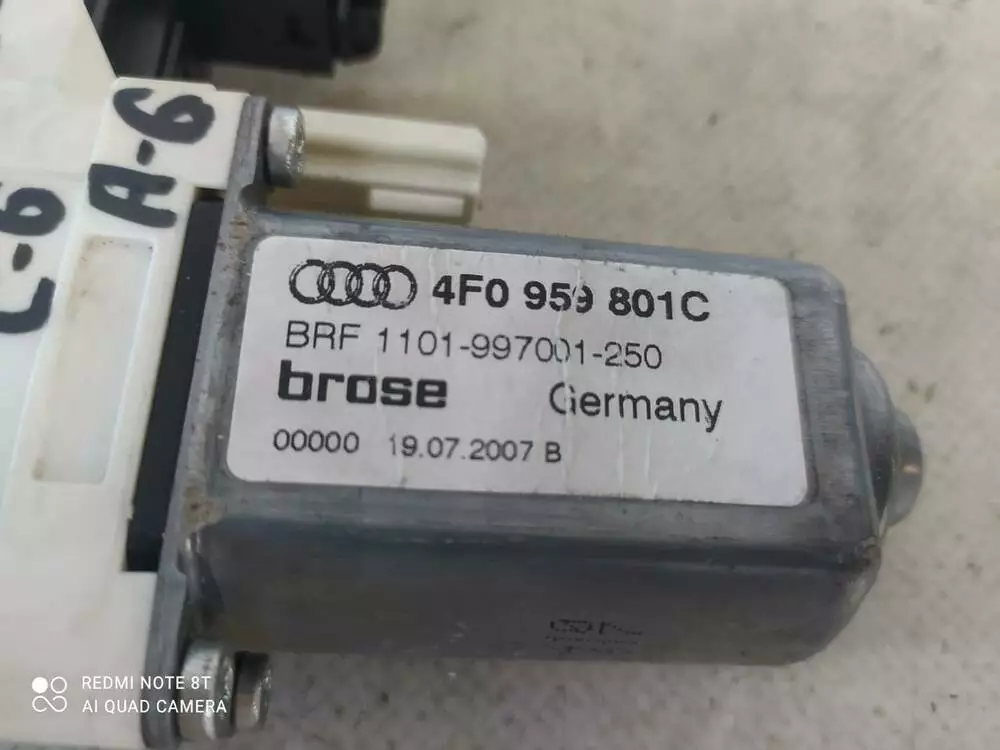 A-6
C-6
4F0 959 801C
BRF 1101-997001-250
brose Germany
00000 19.07.2007 B
REDMI NOTE 8T
AI QUAD CAMERA